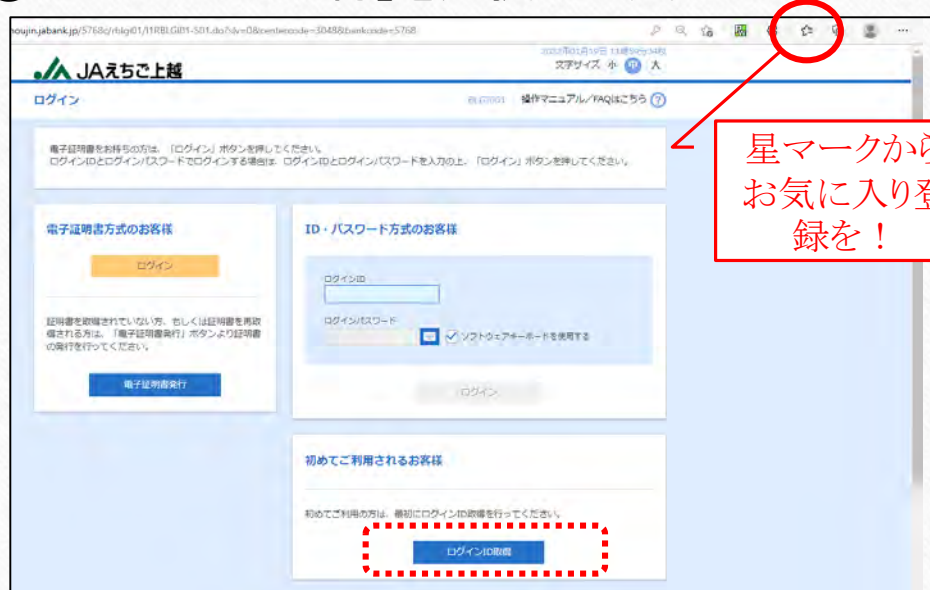 JAえちご上越
文字サイズ 小 中 大
ログイン
操作マニュアル/FAQはこちら ?
電子証明書をお持ちの方は、「ログイン」ボタンを押してください。
ログインIDとログインパスワードでログインする場合は、ログインIDとログインパスワードを入力の上、「ログイン」ボタンを押してください。
星マークから
お気に入り登
録を！
電子証明書方式のお客様
ログイン
証明書を取得されていない方、もしくは証明書を再取
得される方は、「電子証明書発行」ボタンより証明書
の発行を行ってください。
電子証明書発行
ID・パスワード方式のお客様
ログインID
ログインパスワード
ソフトウェアキーボードを使用する
ログイン
初めてご利用されるお客様
初めてご利用の方は、最初にログインID取得を行ってください。
ログインID取得